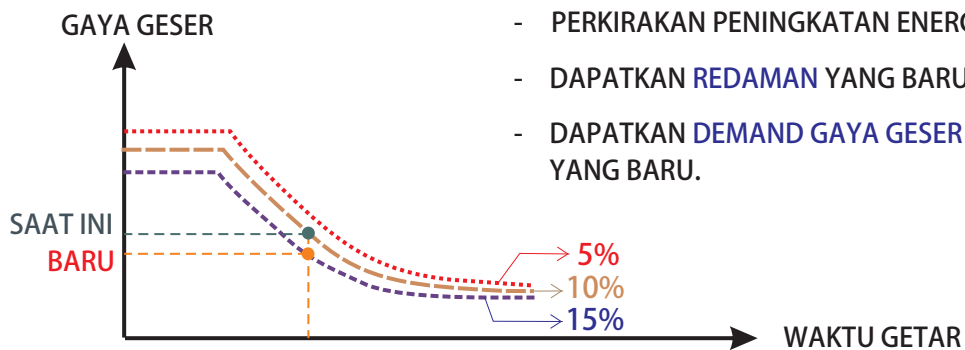 GAYA GESER
- PERKIRAKAN PENINGKATAN
- DAPATKAN REDAMAN YANG BARU
- DAPATKAN DEMAND GAYA GESER
YANG BARU.
SAAT INI
BARU
5%
10%
15%
WAKTU GETAR